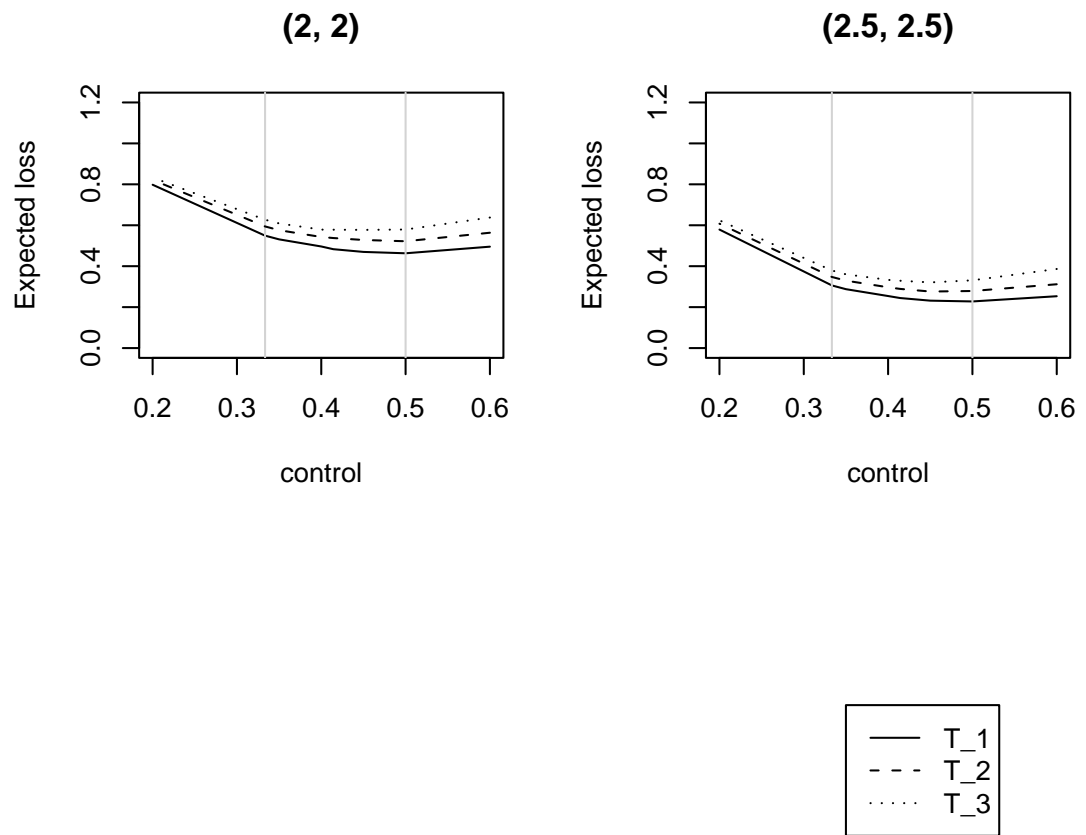 (2, 2)
Expected loss
0.0 0.4 0.8 1.2
0.2 0.3 0.4 0.5 0.6
control
(2.5, 2.5)
Expected loss
0.0 0.4 0.8 1.2
0.2 0.3 0.4 0.5 0.6
control
T_1
T_2
T_3